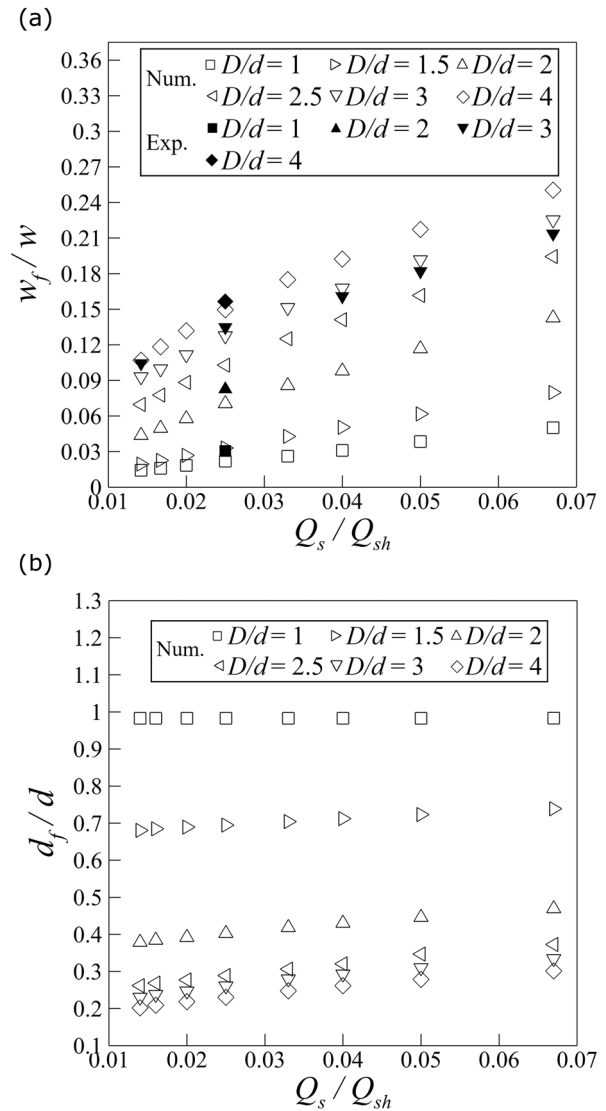 (a)
Num. □ D/d = 1 ▷ D/d = 1.5 △ D/d = 2
◁ D/d = 2.5 ▽ D/d = 3 ◇ D/d = 4
Exp. ■ D/d = 1 ▲ D/d = 2 ▼ D/d = 3
◆ D/d = 4
0.36
0.33
0.3
0.27
0.24
0.21
0.18
0.15
0.12
0.09
0.06
0.03
0
w_f / w
0.01 0.02 0.03 0.04 0.05 0.06 0.07
Q_s / Q_sh
(b)
Num. □ D/d = 1 ▷ D/d = 1.5 △ D/d = 2
◁ D/d = 2.5 ▽ D/d = 3 ◇ D/d = 4
1.3
1.2
1.1
1
0.9
0.8
0.7
0.6
0.5
0.4
0.3
0.2
0.1
d_f / d
0.01 0.02 0.03 0.04 0.05 0.06 0.07
Q_s / Q_sh